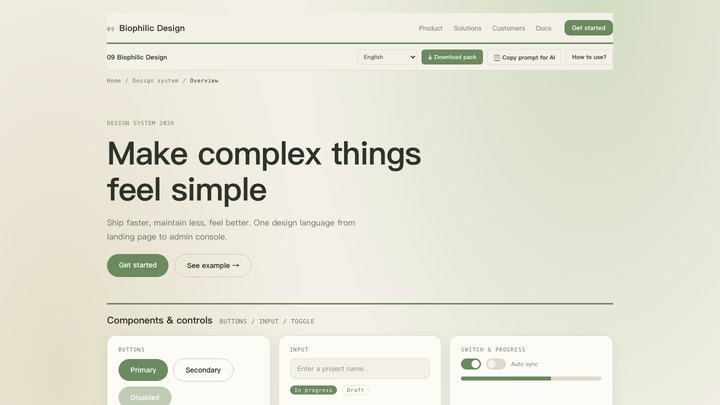 09 Biophilic Design
Product Solutions Customers Docs Get started
09 Biophilic Design
English Download pack Copy prompt for AI How to use?
Home / Design system / Overview
DESIGN SYSTEM 2026
Make complex things
feel simple
Ship faster, maintain less, feel better. One design language from
landing page to admin console.
Get started See example →
Components & controls BUTTONS / INPUT / TOGGLE
BUTTONS
Primary Secondary
Disabled
INPUT
Enter a project name...
In progress Draft
SWITCH & PROGRESS
Auto sync